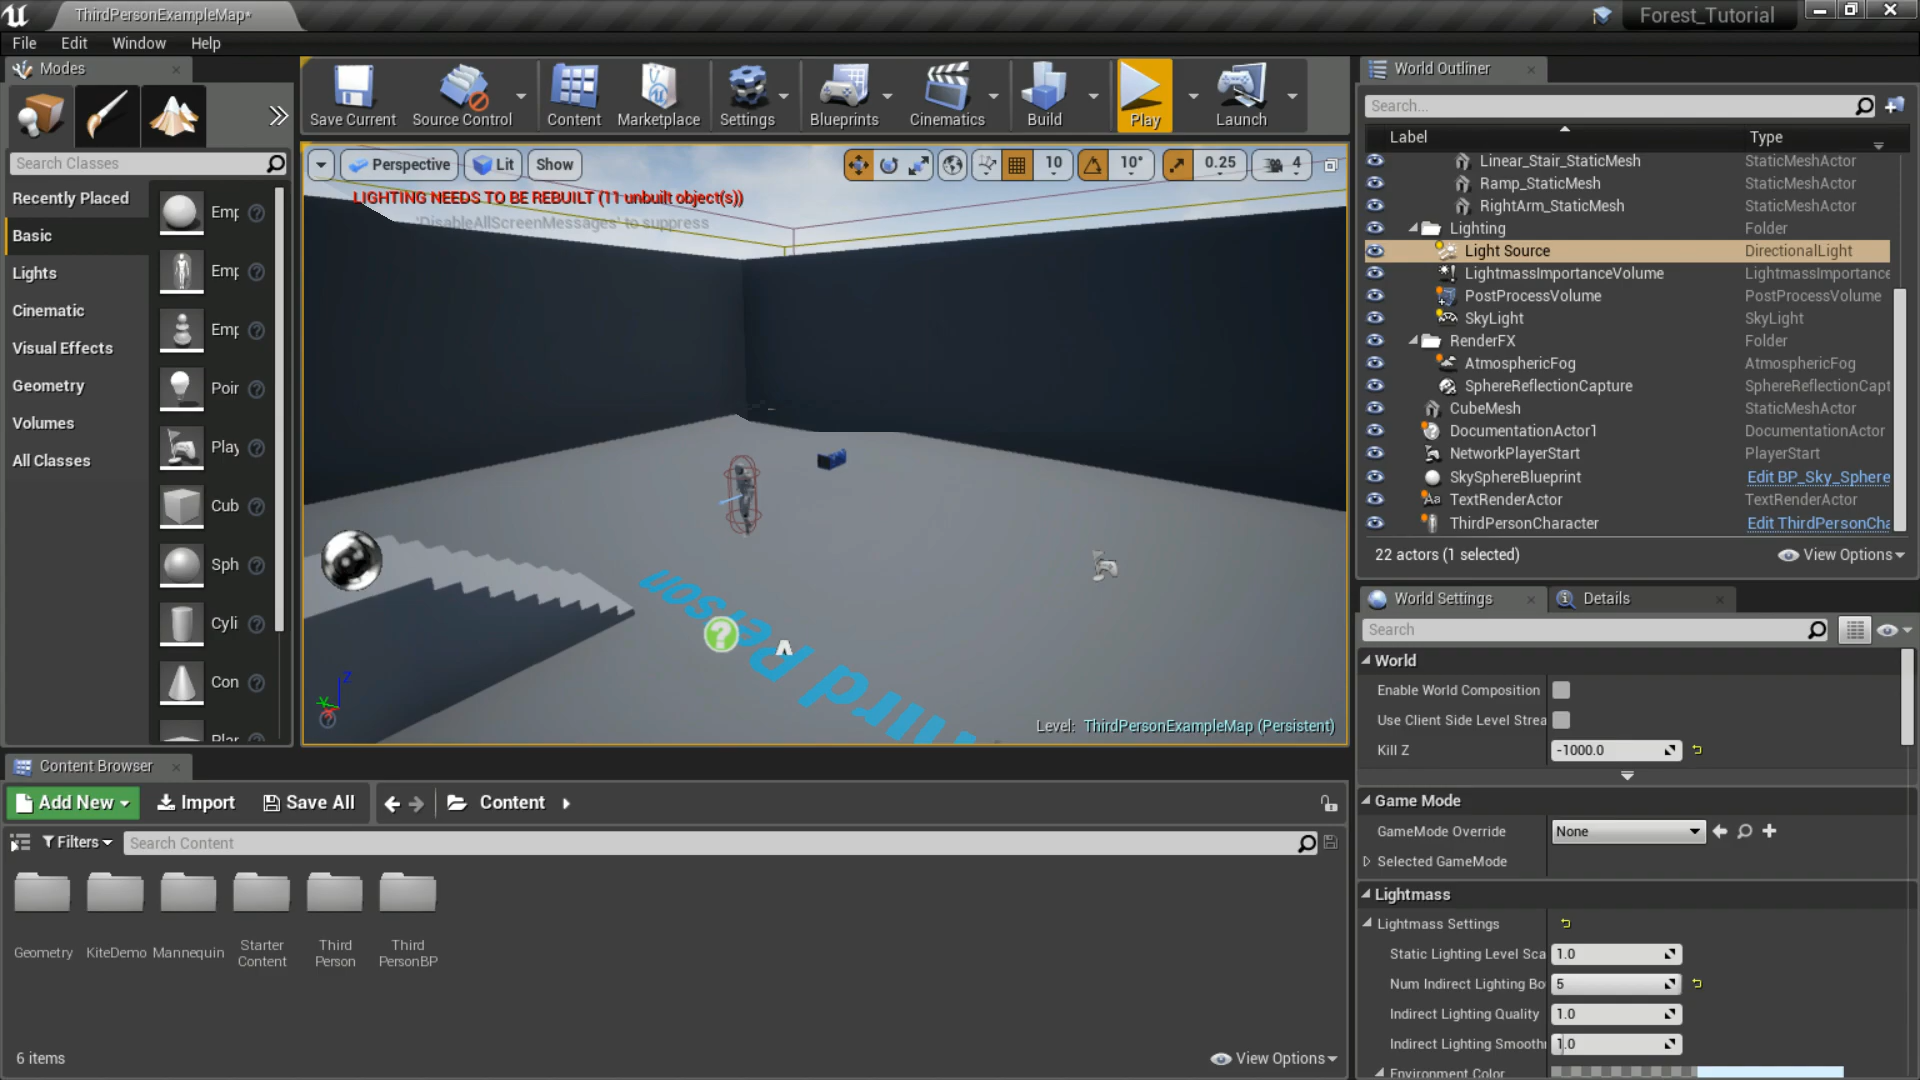 ThirdPersonExampleMap*
Forest_Tutorial
File Edit Window Help
Modes
Search Classes
Recently Placed
Basic
Lights
Cinematic
Visual Effects
Geometry
Volumes
All Classes
Emp
Emp
Emp
Poin
Play
Cub
Sph
Cyli
Con
Plar
Save Current
Source Control
Content
Marketplace
Settings
Blueprints
Cinematics
Build
Play
Launch
Perspective
Lit
Show
10
10°
0.25
4
LIGHTING NEEDS TO BE REBUILT (11 unbuilt object(s))
'DisableAllScreenMessages' to suppress
Third Person
Z
Level: ThirdPersonExampleMap (Persistent)
World Outliner
Search...
Label Type
Linear_Stair_StaticMesh StaticMeshActor
Ramp_StaticMesh StaticMeshActor
RightArm_StaticMesh StaticMeshActor
Lighting Folder
Light Source DirectionalLight
LightmassImportanceVolume LightmassImportance
PostProcessVolume PostProcessVolume
SkyLight SkyLight
RenderFX Folder
AtmosphericFog AtmosphericFog
SphereReflectionCapture SphereReflectionCapt
CubeMesh StaticMeshActor
DocumentationActor1 DocumentationActor
NetworkPlayerStart PlayerStart
SkySphereBlueprint Edit BP_Sky_Sphere
TextRenderActor TextRenderActor
ThirdPersonCharacter Edit ThirdPersonCha
22 actors (1 selected)
View Options
World Settings
Details
Search
World
Enable World Composition
Use Client Side Level Strea
Kill Z -1000.0
Game Mode
GameMode Override None
Selected GameMode
Lightmass
Lightmass Settings
Static Lighting Level Sca 1.0
Num Indirect Lighting Bo 5
Indirect Lighting Quality 1.0
Indirect Lighting Smooth 1.0
Environment Color
Content Browser
Add New
Import
Save All
Content
Filters
Search Content
Geometry
KiteDemo
Mannequin
Starter
Content
Third
Person
Third
PersonBP
6 items
View Options